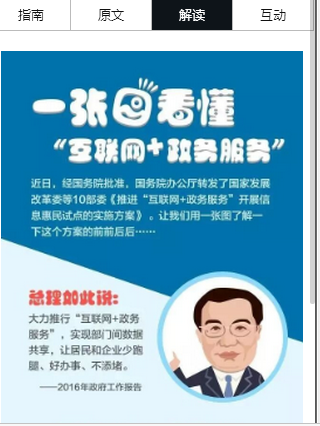 指南 原文 解读 互动
一张图看懂
“互联网+政务服务”
近日，经国务院批准，国务院办公厅转发了国家发展
改革委等10部委《推进“互联网+政务服务”开展信
息惠民试点的实施方案》。让我们用一张图了解一
下这个方案的前前后后……
总理如此说:
大力推行“互联网+政务
服务”，实现部门间数据
共享，让居民和企业少跑
腿、好办事、不添堵。
——2016年政府工作报告